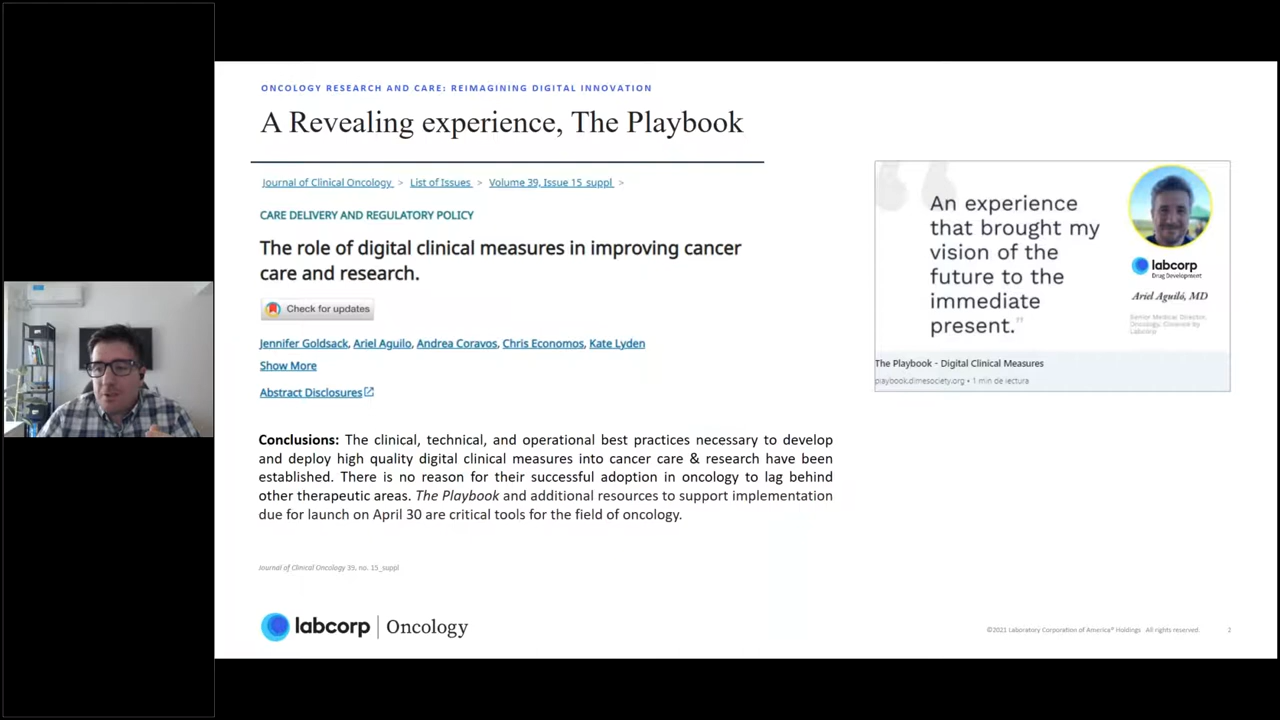 ONCOLOGY RESEARCH AND CARE: REIMAGINING DIGITAL INNOVATION
A Revealing experience, The Playbook
Journal of Clinical Oncology > List of Issues > Volume 39, Issue 15_suppl >
CARE DELIVERY AND REGULATORY POLICY
The role of digital clinical measures in improving cancer
care and research.
Check for updates
Jennifer Goldsack, Ariel Aguilo, Andrea Coravos, Chris Economos, Kate Lyden
Show More
Abstract Disclosures
Conclusions: The clinical, technical, and operational best practices necessary to develop
and deploy high quality digital clinical measures into cancer care & research have been
established. There is no reason for their successful adoption in oncology to lag behind
other therapeutic areas. The Playbook and additional resources to support implementation
due for launch on April 30 are critical tools for the field of oncology.
Journal of Clinical Oncology 39, no. 15_suppl
“
An experience
that brought my
vision of the
future to the
immediate
present.”
labcorp
Drug Development
Ariel Aguiló, MD
Senior Medical Director,
Oncology, Covance by
Labcorp
The Playbook - Digital Clinical Measures
playbook.dimesociety.org • 1 min de lectura
labcorp | Oncology
©2021 Laboratory Corporation of America® Holdings All rights reserved. 2